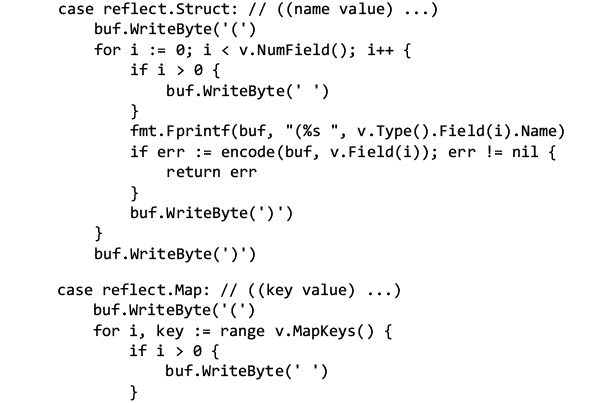 case reflect.Struct: // ((name value) ...)
    buf.WriteByte('(')
    for i := 0; i < v.NumField(); i++ {
        if i > 0 {
            buf.WriteByte(' ')
        }
        fmt.Fprintf(buf, "(%s ", v.Type().Field(i).Name)
        if err := encode(buf, v.Field(i)); err != nil {
            return err
        }
        buf.WriteByte(')')
    }
    buf.WriteByte(')')
case reflect.Map: // ((key value) ...)
    buf.WriteByte('(')
    for i, key := range v.MapKeys() {
        if i > 0 {
            buf.WriteByte(' ')
        }